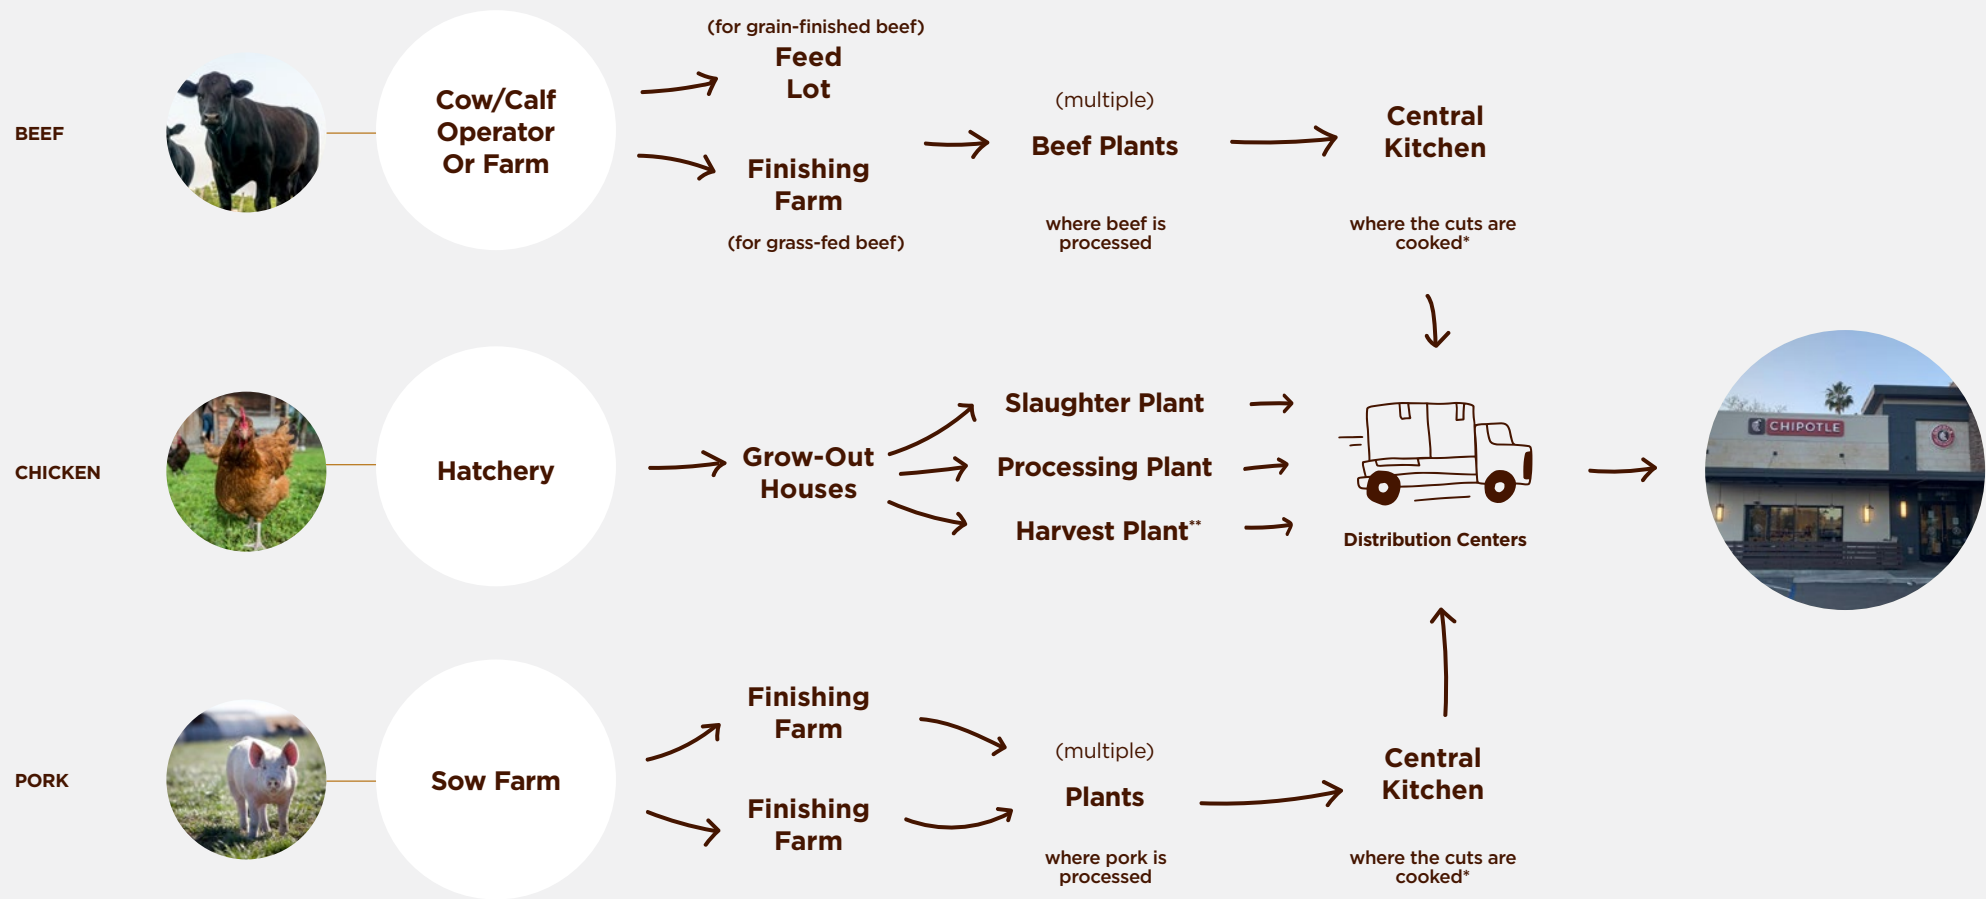 BEEF
Cow/Calf
Operator
Or Farm
(for grain-finished beef)
Feed
Lot
Finishing
Farm
(for grass-fed beef)
(multiple)
Beef Plants
where beef is
processed
Central
Kitchen
where the cuts are
cooked*
CHICKEN
Hatchery
Grow-Out
Houses
Slaughter Plant
Processing Plant
Harvest Plant**
Distribution Centers
CHIPOTLE
PORK
Sow Farm
Finishing
Farm
Finishing
Farm
(multiple)
Plants
where pork is
processed
Central
Kitchen
where the cuts are
cooked*